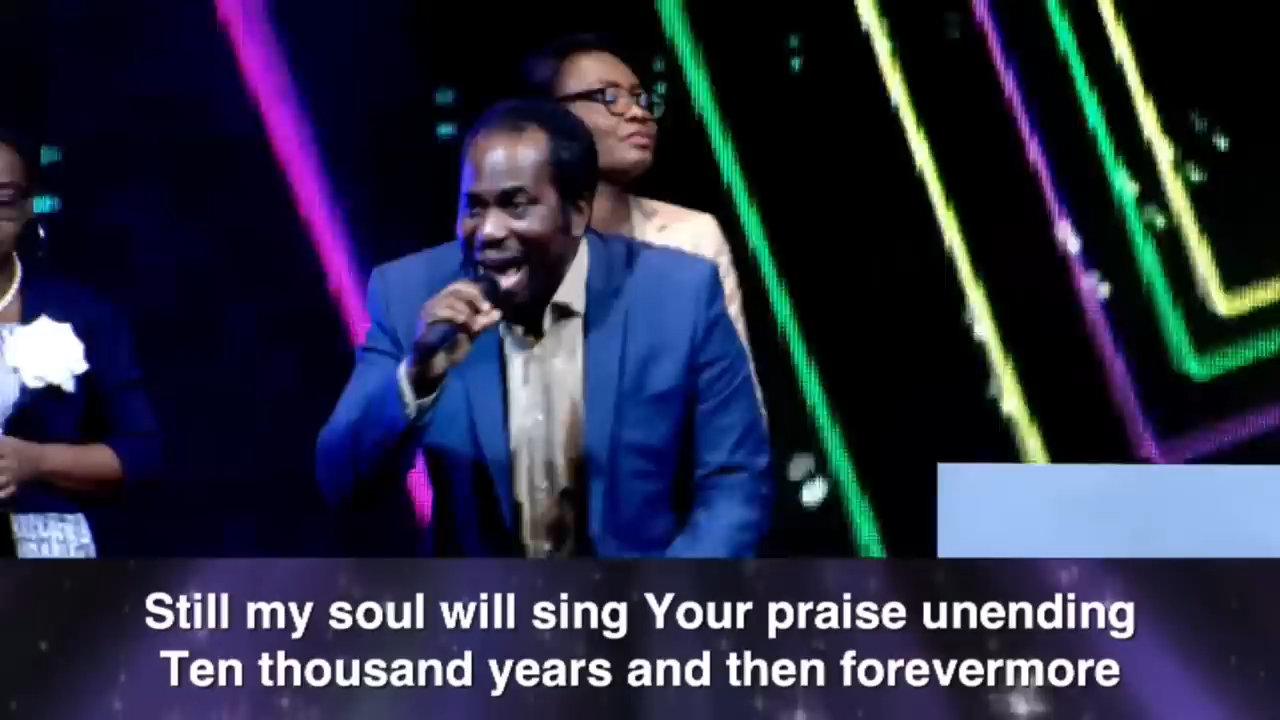 Still my soul will sing Your praise unending
Ten thousand years and then forevermore